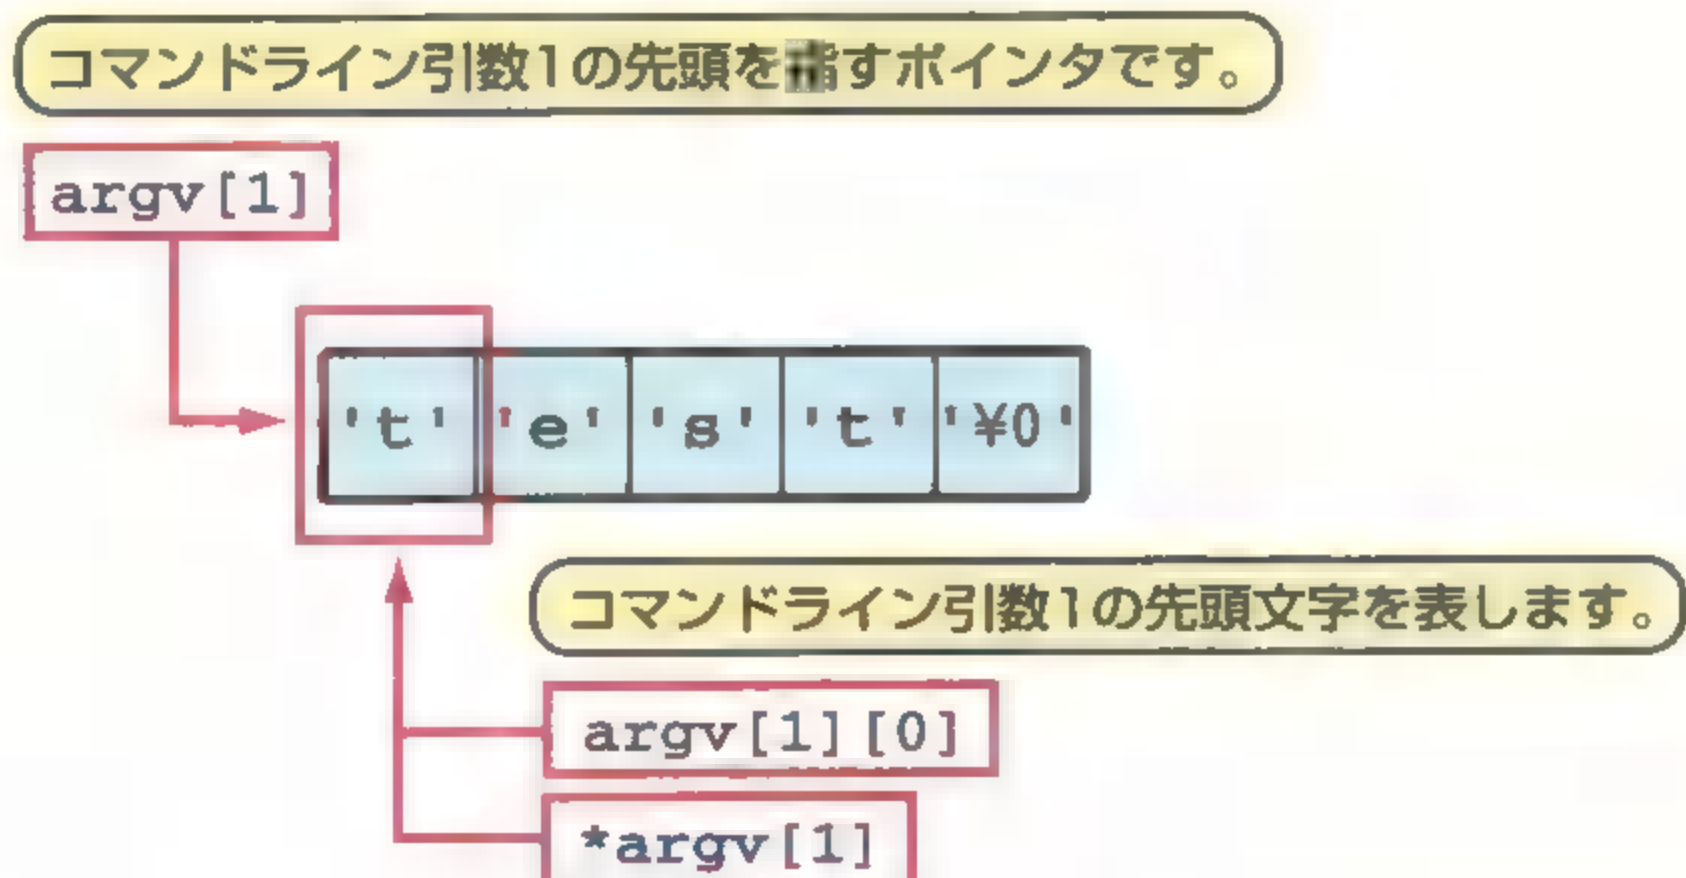 コマンドライン引数1の先頭を指すポインタです。
argv[1]
't' 'e' 's' 't' '¥0'
コマンドライン引数1の先頭文字を表します。
argv[1][0]
*argv[1]